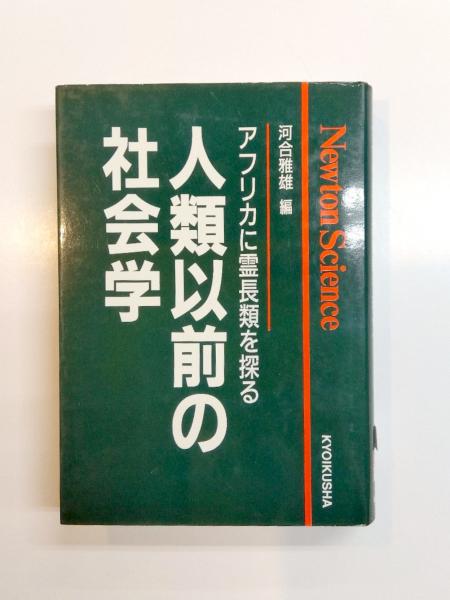 Newton Science
KYOIKUSHA
河合雅雄 編
アフリカに霊長類を探る
人類以前の
社会学